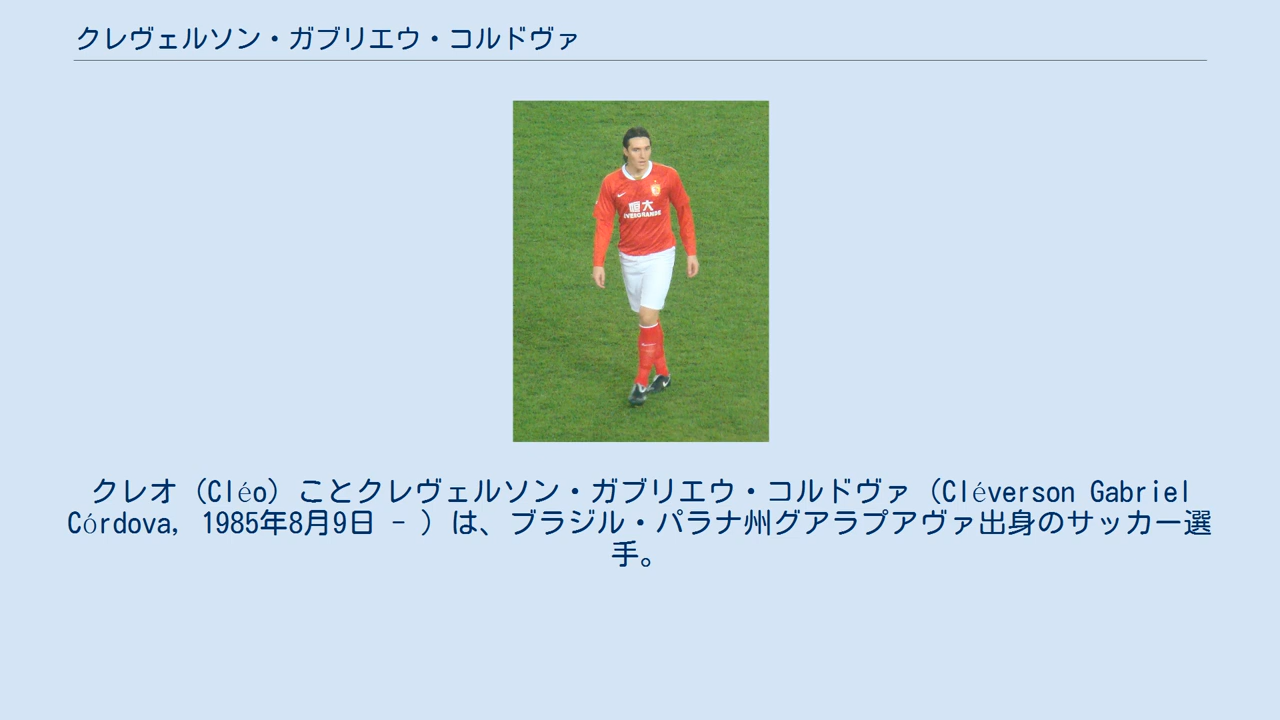 クレヴェルソン・ガブリエウ・コルドヴァ
恒大
EVERGRANDE
クレオ（Cléo）ことクレヴェルソン・ガブリエウ・コルドヴァ（Cléverson Gabriel
Córdova, 1985年8月9日 - ）は、ブラジル・パラナ州グアラプアヴァ出身のサッカー選
手。